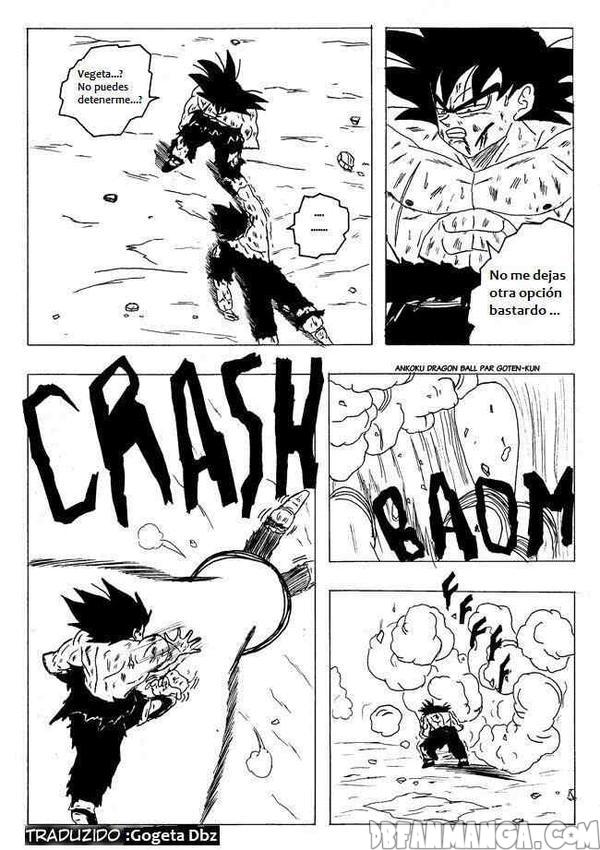 Vegeta...?
No puedes
detenerme...?
....
.......
No me dejas
otra opción
bastardo ...
ANKOKU DRAGON BALL PAR GOTEN-KUN
CRASH
BAOM
FFFFF
TRADUZIDO :Gogeta Dbz
DBFANMANGA.COM